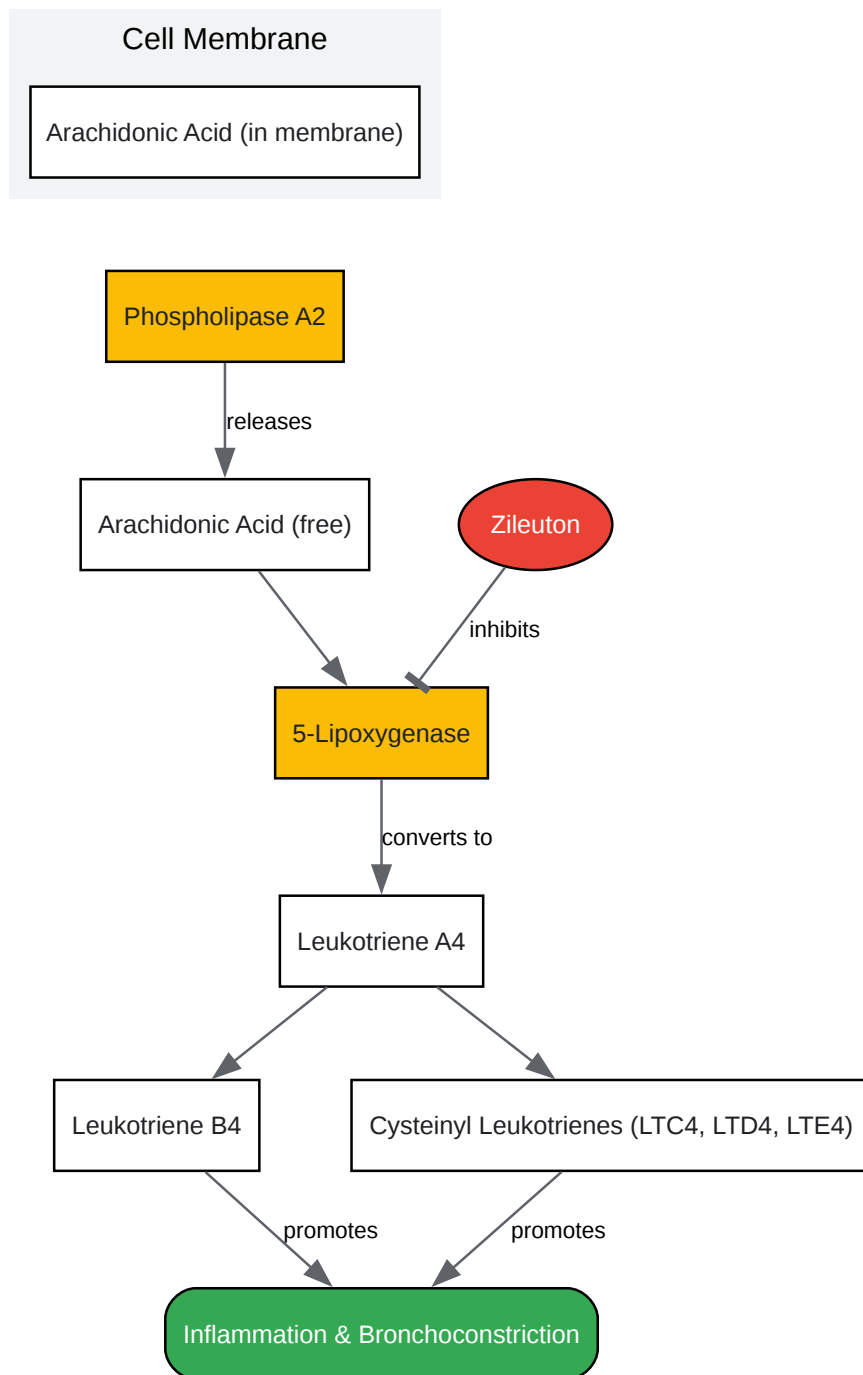 Cell Membrane
Arachidonic Acid (in membrane)
Phospholipase A2
releases
Arachidonic Acid (free)
Zileuton
inhibits
5-Lipoxygenase
converts to
Leukotriene A4
Leukotriene B4
Cysteinyl Leukotrienes (LTC4, LTD4, LTE4)
promotes
promotes
Inflammation & Bronchoconstriction